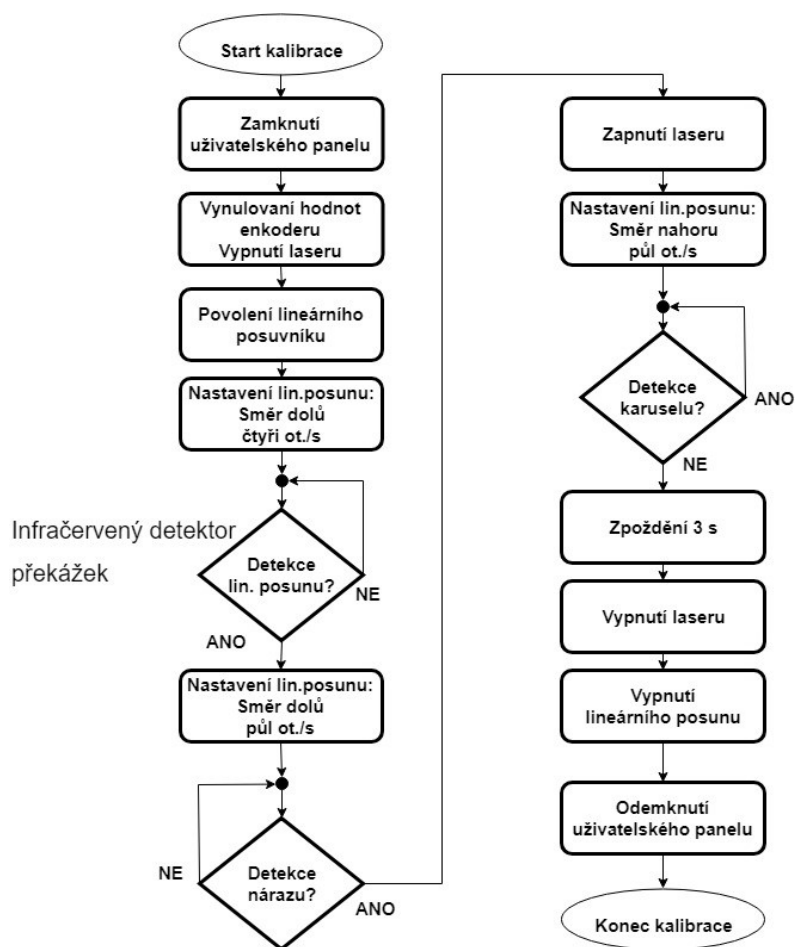 Start kalibrace
Zamknutí
uživatelského panelu
Vynulovaní hodnot
enkoderu
Vypnutí laseru
Povolení lineárního
posuvníku
Nastavení lin.posunu:
Směr dolů
čtyři ot./s
Infračervený detektor
překážek
Detekce
lin. posunu?
NE
ANO
Nastavení lin.posunu:
Směr dolů
půl ot./s
Detekce
nárazu?
NE
ANO
Zapnutí laseru
Nastavení lin.posunu:
Směr nahoru
půl ot./s
Detekce
karuselu?
ANO
NE
Zpoždění 3 s
Vypnutí laseru
Vypnutí
lineárního posunu
Odemknutí
uživatelského panelu
Konec kalibrace